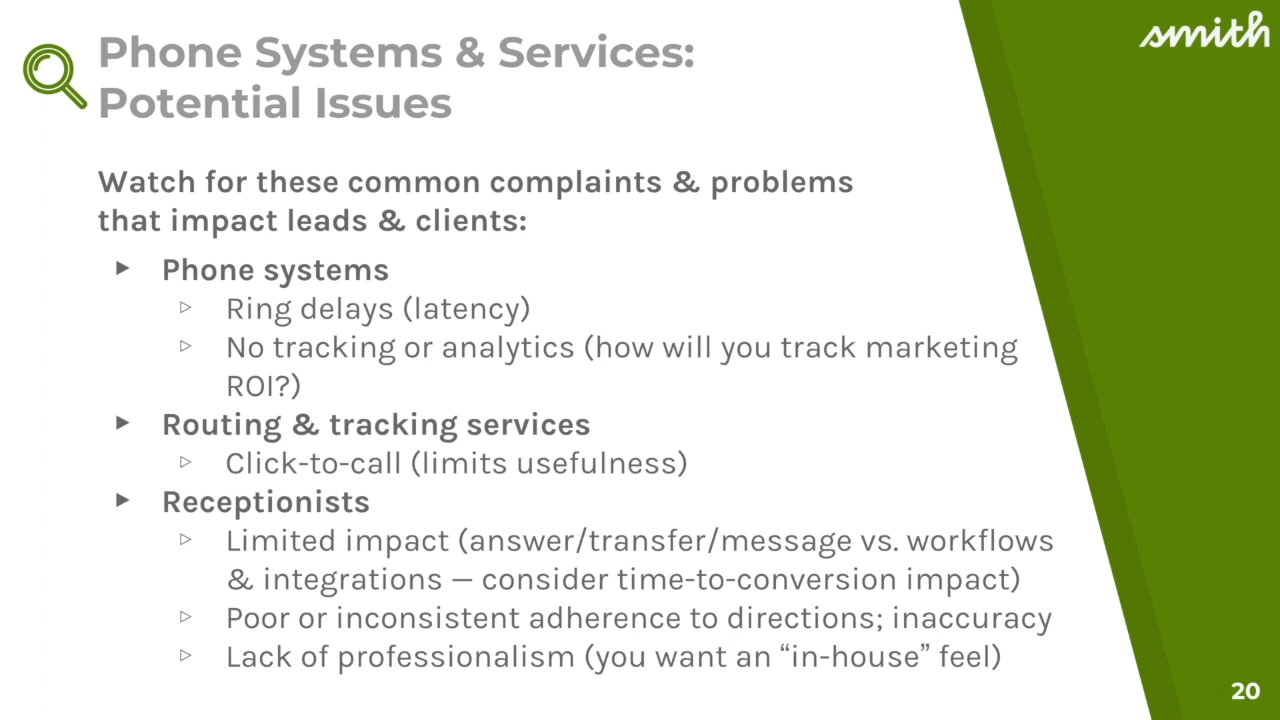 smith
Phone Systems & Services:
Potential Issues
Watch for these common complaints & problems
that impact leads & clients:
► Phone systems
▷ Ring delays (latency)
▷ No tracking or analytics (how will you track marketing
ROI?)
► Routing & tracking services
▷ Click-to-call (limits usefulness)
► Receptionists
▷ Limited impact (answer/transfer/message vs. workflows
& integrations — consider time-to-conversion impact)
▷ Poor or inconsistent adherence to directions; inaccuracy
▷ Lack of professionalism (you want an “in-house” feel)
20